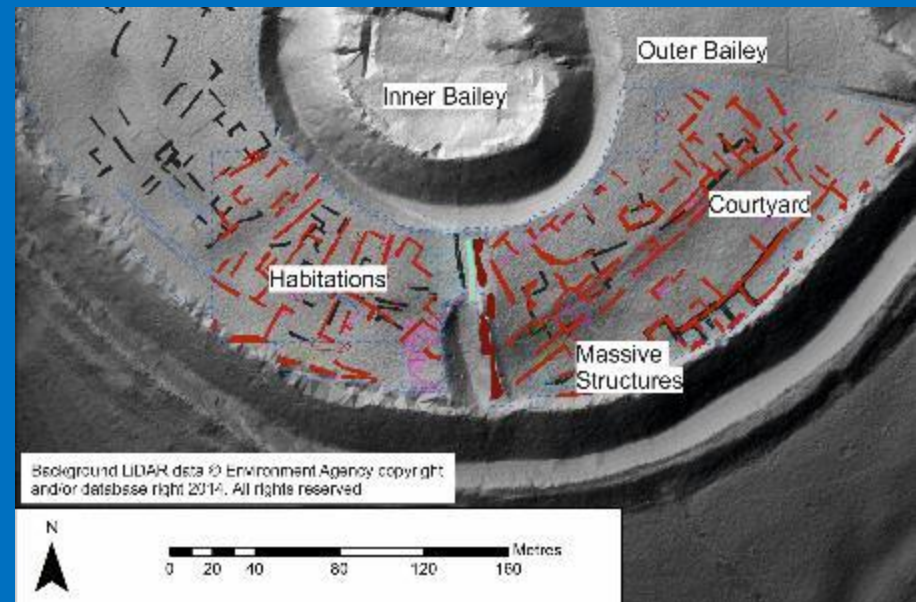 Outer Bailey
Inner Bailey
Courtyard
Habitations
Massive
Structures
Background LiDAR data © Environment Agency copyright
and/or database right 2014. All rights reserved
N
Metres
0 20 40 80 120 160